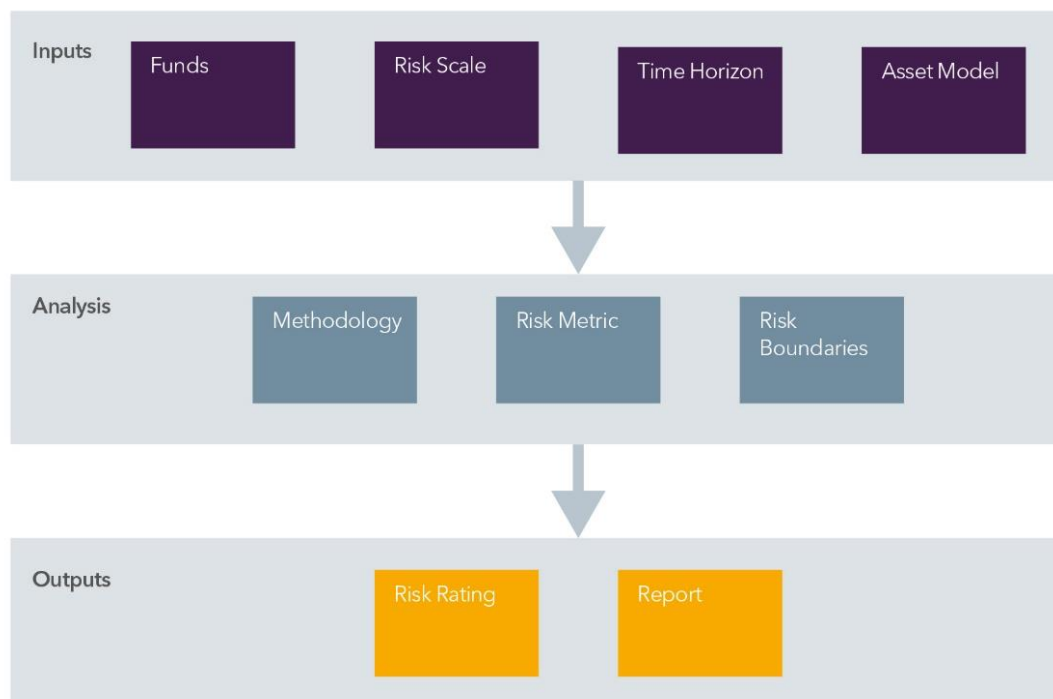 Inputs
Funds
Risk Scale
Time Horizon
Asset Model
Analysis
Methodology
Risk Metric
Risk
Boundaries
Outputs
Risk Rating
Report